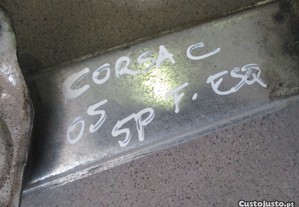 CORSA C
05
5P F. ESQ
CustoJusto.pt